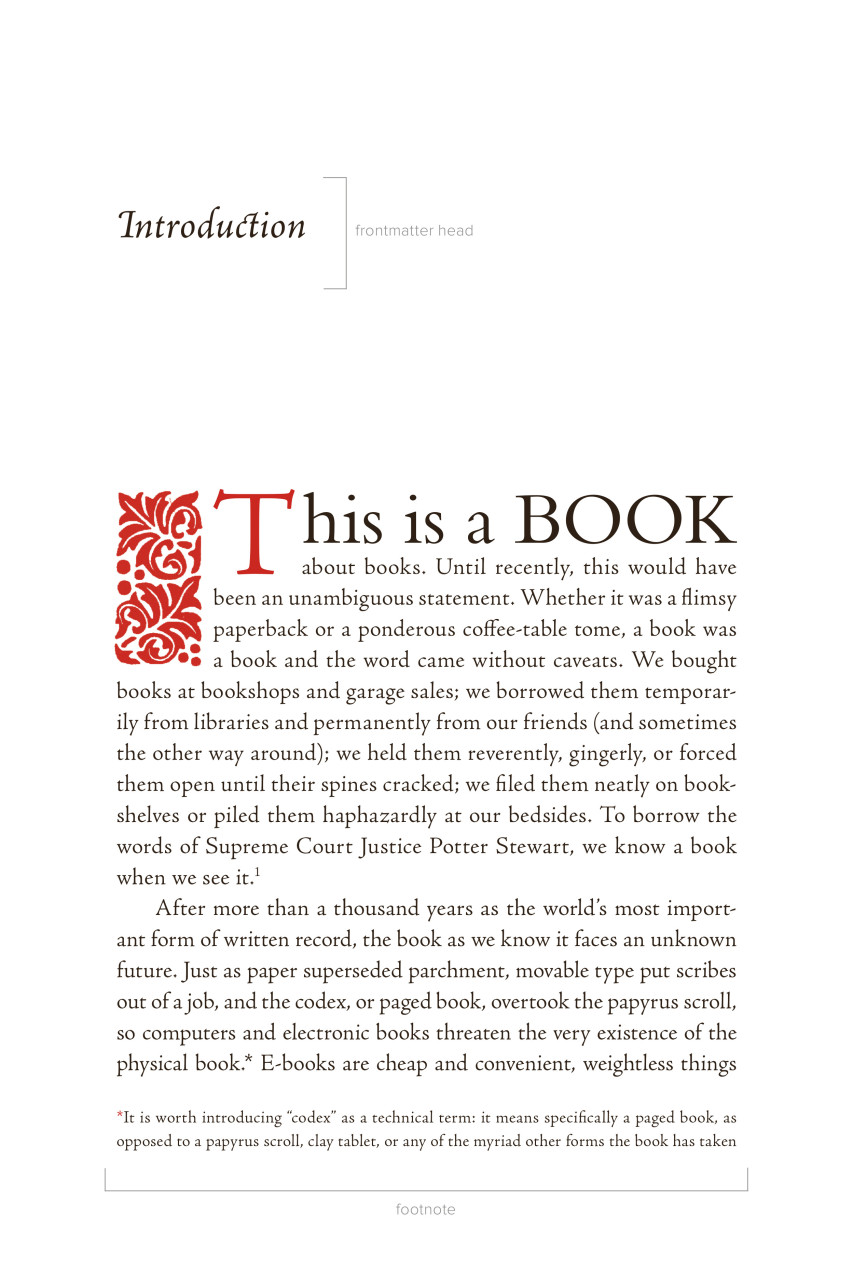 Introduction
frontmatter head
This is a BOOK
about books. Until recently, this would have
been an unambiguous statement. Whether it was a flimsy
paperback or a ponderous coffee-table tome, a book was
a book and the word came without caveats. We bought
books at bookshops and garage sales; we borrowed them temporar-
ily from libraries and permanently from our friends (and sometimes
the other way around); we held them reverently, gingerly, or forced
them open until their spines cracked; we filed them neatly on book-
shelves or piled them haphazardly at our bedsides. To borrow the
words of Supreme Court Justice Potter Stewart, we know a book
when we see it.¹
After more than a thousand years as the world’s most import-
ant form of written record, the book as we know it faces an unknown
future. Just as paper superseded parchment, movable type put scribes
out of a job, and the codex, or paged book, overtook the papyrus scroll,
so computers and electronic books threaten the very existence of the
physical book.* E-books are cheap and convenient, weightless things
*It is worth introducing “codex” as a technical term: it means specifically a paged book, as
opposed to a papyrus scroll, clay tablet, or any of the myriad other forms the book has taken
footnote